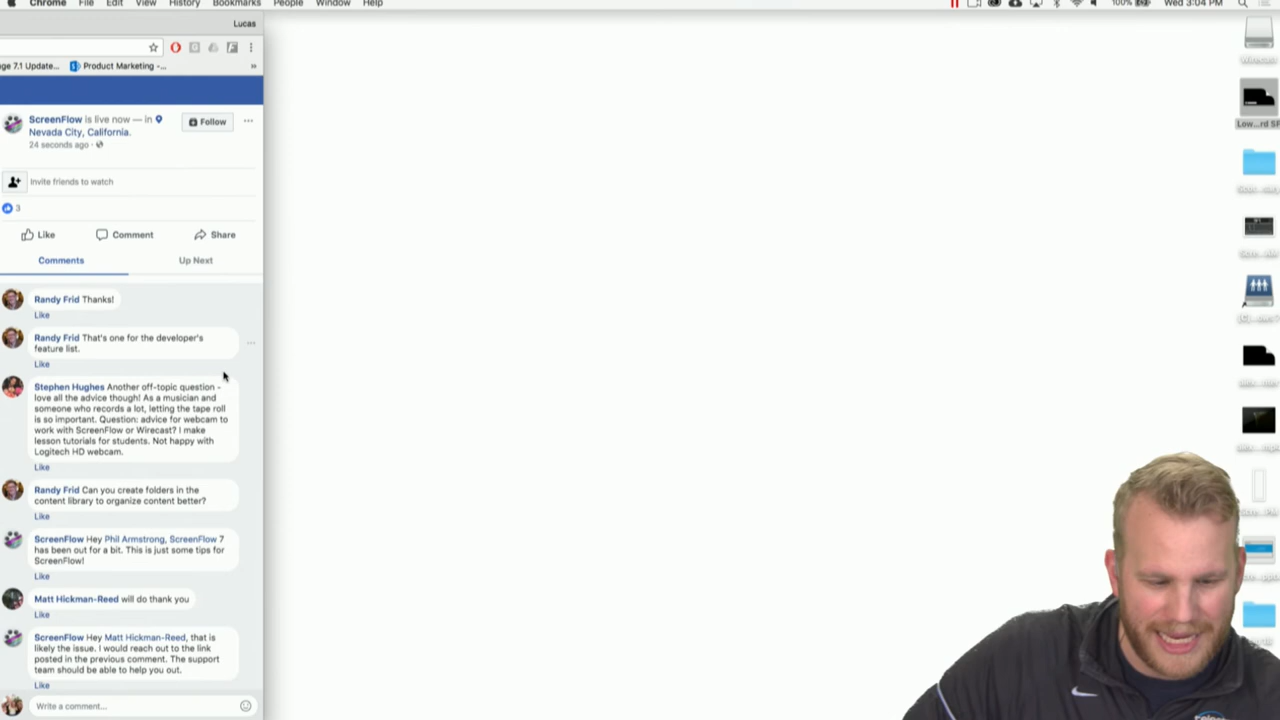 Chrome File Edit View History Bookmarks People Window Help
100%
Wed 3:04 PM
Lucas
ge 7.1 Update...
Product Marketing -...
»
ScreenFlow is live now — in
Nevada City, California.
24 seconds ago ·
Follow
Invite friends to watch
3
Like
Comment
Share
Comments
Up Next
Randy Frid Thanks!
Like
Randy Frid That's one for the developer's
feature list.
Like
Stephen Hughes Another off-topic question -
love all the advice though! As a musician and
someone who records a lot, letting the tape roll
is so important. Question: advice for webcam to
work with ScreenFlow or Wirecast? I make
lesson tutorials for students. Not happy with
Logitech HD webcam.
Like
Randy Frid Can you create folders in the
content library to organize content better?
Like
ScreenFlow Hey Phil Armstrong, ScreenFlow 7
has been out for a bit. This is just some tips for
ScreenFlow!
Like
Matt Hickman-Reed will do thank you
Like
ScreenFlow Hey Matt Hickman-Reed, that is
likely the issue. I would reach out to the link
posted in the previous comment. The support
team should be able to help you out.
Like
Write a comment...
Wirecast
Low...rd SF